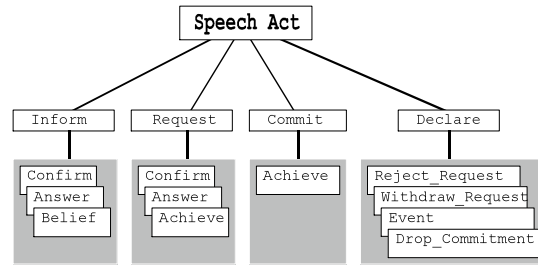 Speech Act
Inform
Request
Commit
Declare
Confirm
Answer
Belief
Confirm
Answer
Achieve
Achieve
Reject_Request
Withdraw_Request
Event
Drop_Commitment